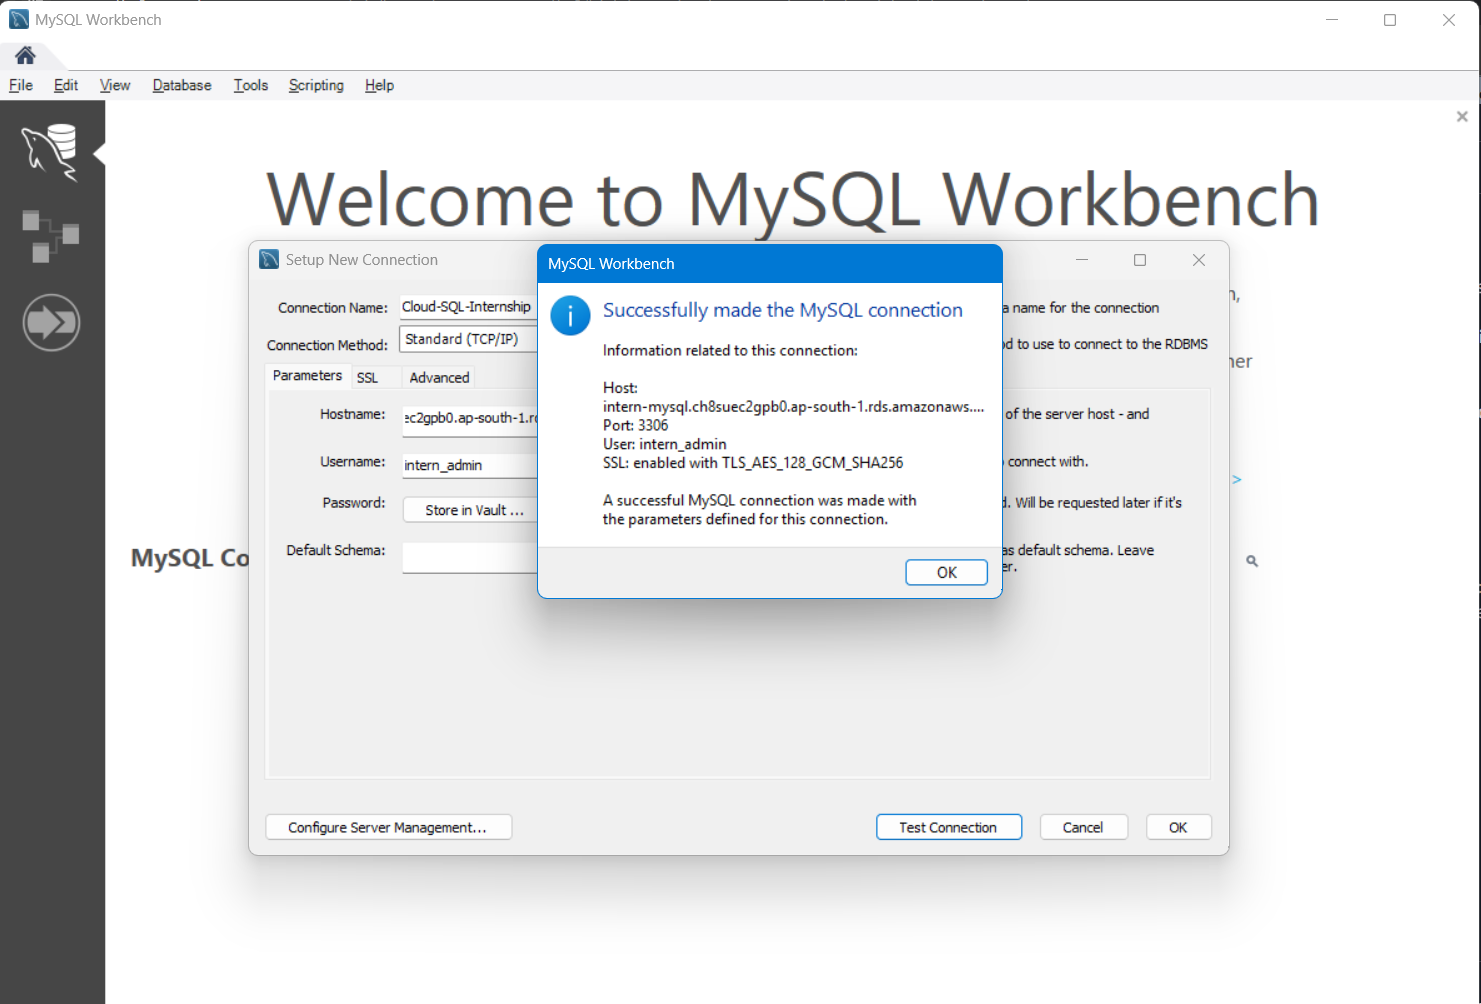 MySQL Workbench
File Edit View Database Tools Scripting Help
Welcome to MySQL Workbench
MySQL Co
Setup New Connection
Connection Name: Cloud-SQL-Internship
a name for the connection
Connection Method: Standard (TCP/IP)
to use to connect to the RDBMS
Parameters SSL Advanced
Hostname: ec2gpb0.ap-south-1.
of the server host - and
Username: intern_admin
connect with.
Password: Store in Vault ...
Will be requested later if it's
Default Schema:
as default schema. Leave
Configure Server Management...
Test Connection Cancel OK
MySQL Workbench
Successfully made the MySQL connection
Information related to this connection:
Host:
intern-mysql.ch8suec2gpb0.ap-south-1.rds.amazonaws....
Port: 3306
User: intern_admin
SSL: enabled with TLS_AES_128_GCM_SHA256
A successful MySQL connection was made with
the parameters defined for this connection.
OK